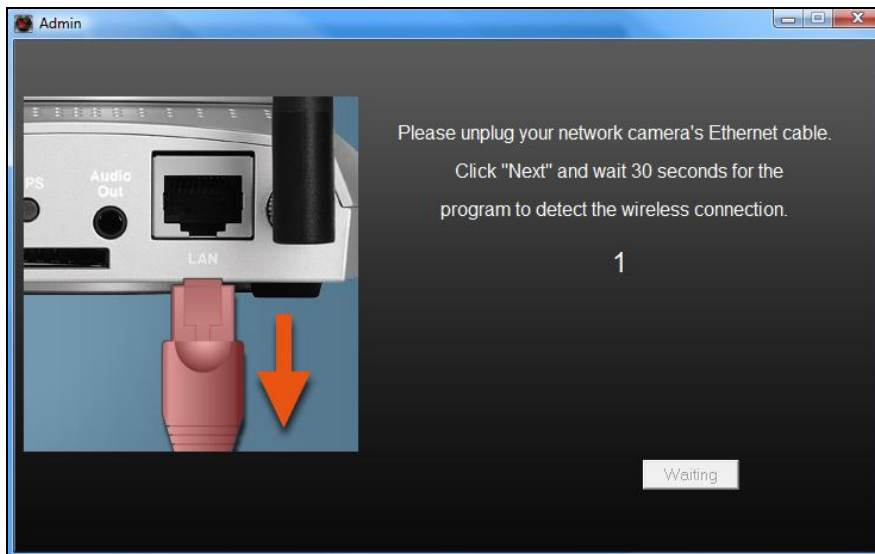 Admin
PS
Audio
Out
LAN
Please unplug your network camera's Ethernet cable.
Click "Next" and wait 30 seconds for the
program to detect the wireless connection.
1
Waiting